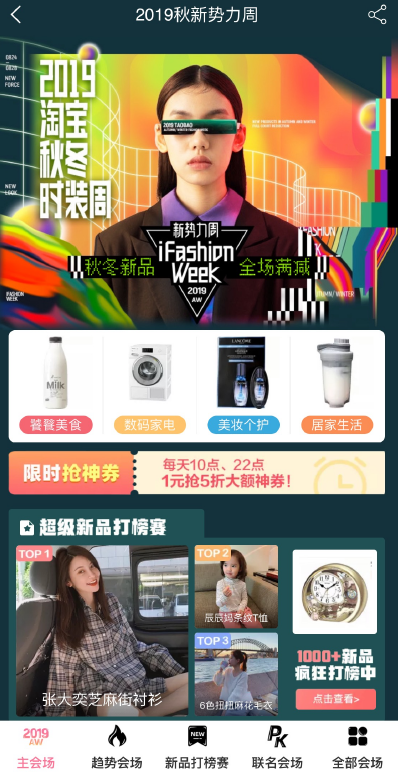 2019秋新势力周
0824
0828
NEW
FORCE
2019
淘宝
秋冬
时装周
2019 TAOBAO
NEW
LOOK
新势力周
iFashion
Week
2019
AW
秋冬新品
全场满减
iFASHION
WEEK
Milk
LANCOME
饕餮美食
数码家电
美妆个护
居家生活
限时抢神券
每天10点、22点
1元抢5折大额神券!
超级新品打榜赛
TOP 1
张大奕芝麻街衬衫
TOP 2
辰辰妈条纹T恤
TOP 3
6色扭扭麻花毛衣
1000+新品
疯狂打榜中
点击查看>
2019
AW
主会场
趋势会场
NEW
新品打榜赛
PK
联名会场
全部会场